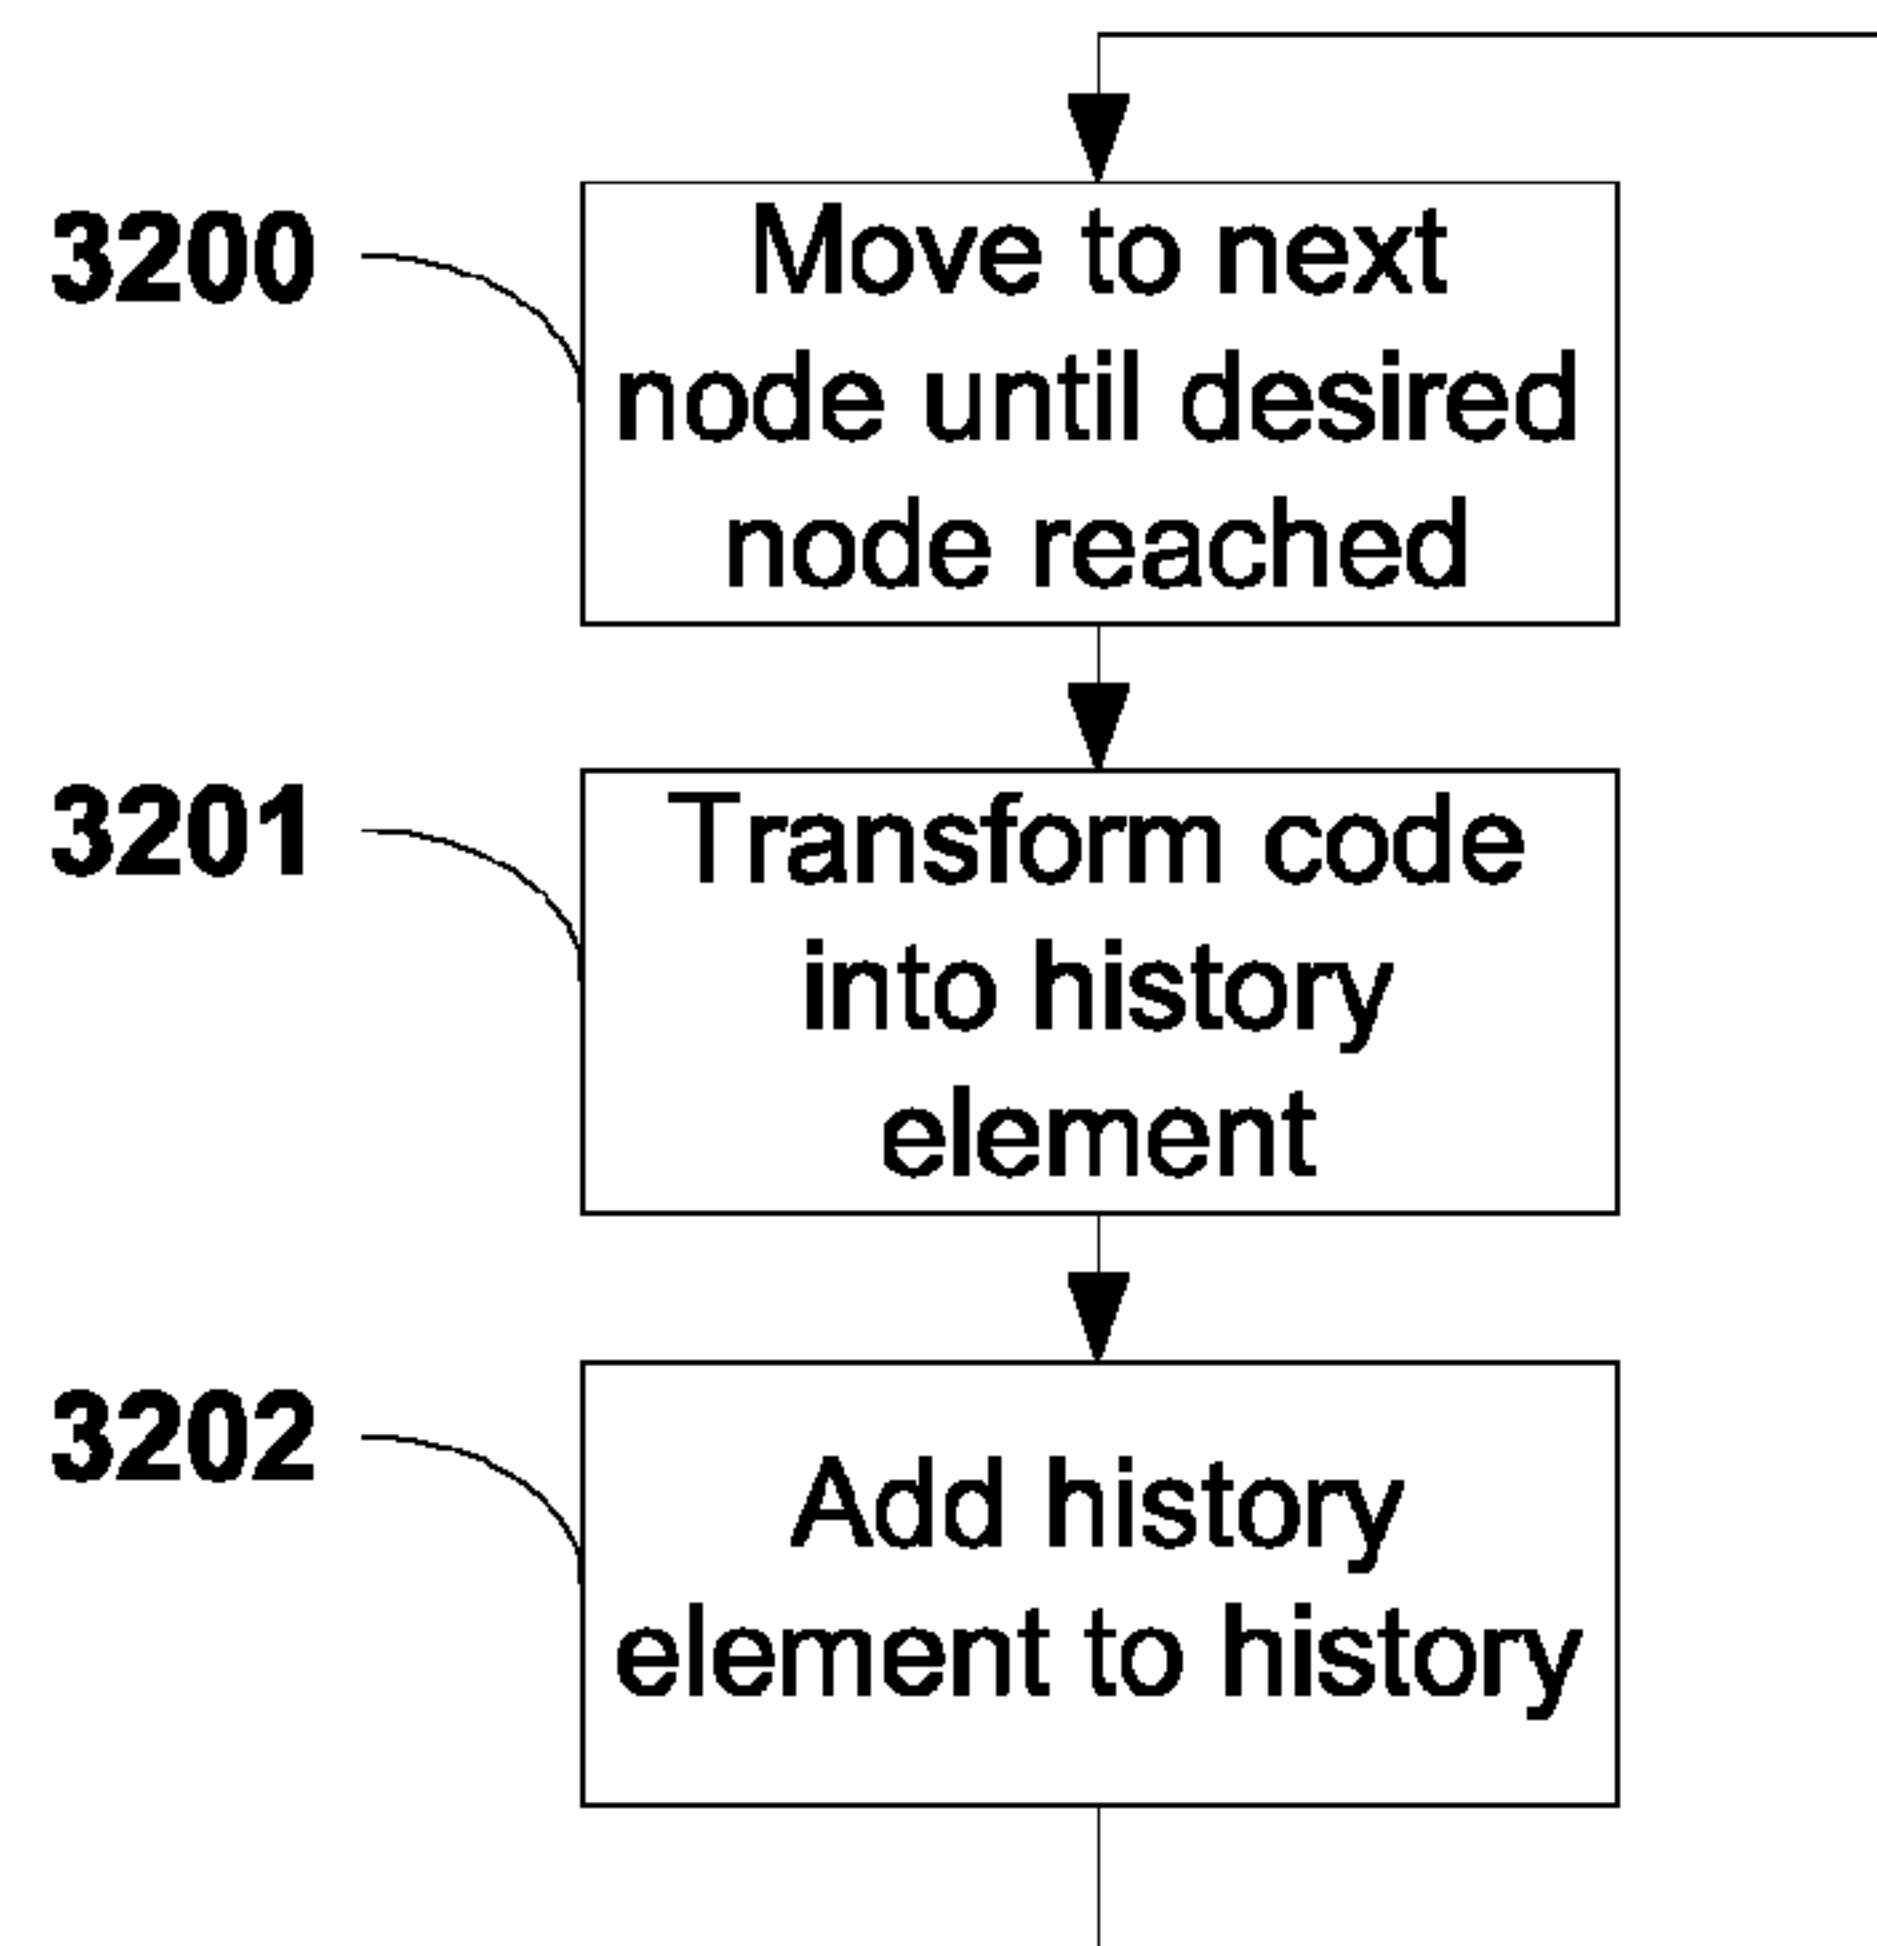 3200
Move to next
node until desired
node reached
3201
Transform code
into history
element
3202
Add history
element to history